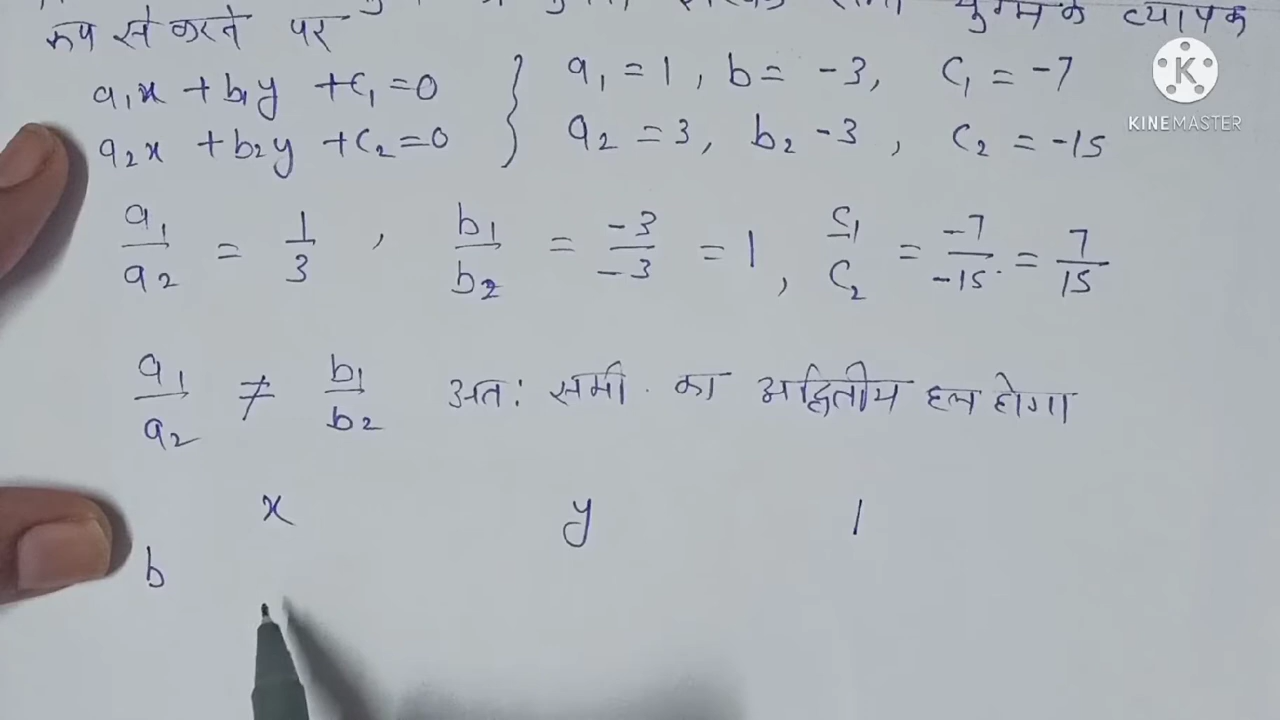 युग्म के व्यापक
रूप से करने पर
a₁x + b₁y + c₁ = 0 } a₁ = 1 , b = -3, c₁ = -7
a₂x + b₂y + c₂ = 0 a₂ = 3, b₂ -3 , c₂ = -15
KINEMASTER
a₁/a₂ = 1/3 , b₁/b₂ = -3/-3 = 1 , c₁/c₂ = -7/-15 = 7/15
a₁/a₂ ≠ b₁/b₂ अतः समी. का अद्वितीय हल होगा
x y 1
b